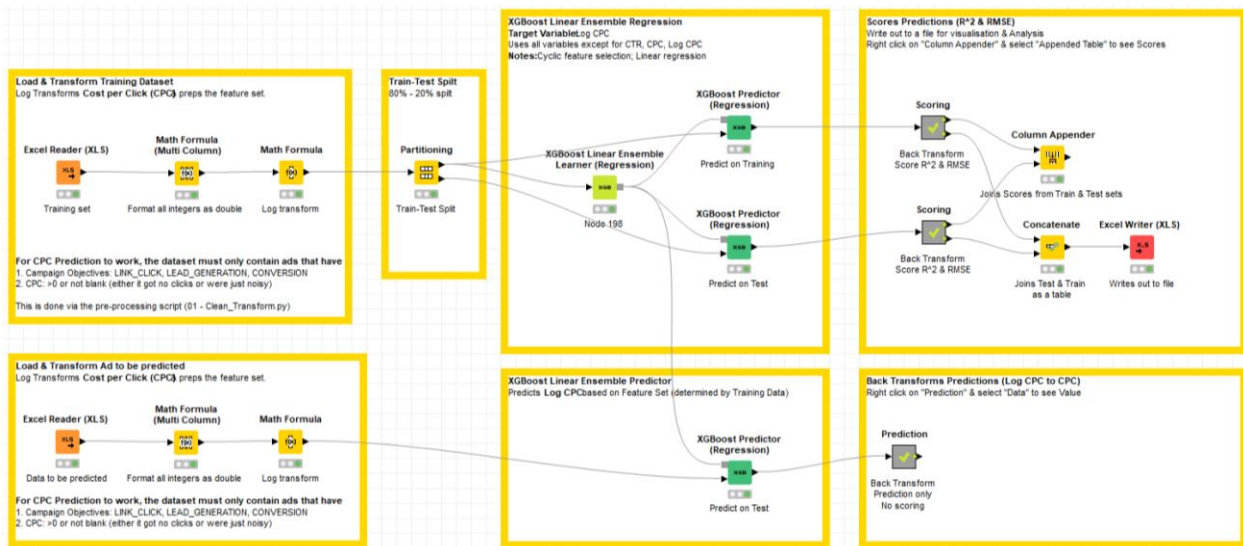 Load & Transform Training Dataset
Log Transforms Cost per Click (CPC) preps the feature set.
Excel Reader (XLS)
XLS
Training set
Math Formula
(Multi Column)
f(x)
Format all integers as double
Math Formula
f(x)
Log transform
For CPC Prediction to work, the dataset must only contain ads that have
1. Campaign Objectives: LINK_CLICK, LEAD_GENERATION, CONVERSION
2. CPC: >0 or not blank (either it got no clicks or were just noisy)
This is done via the pre-processing script (01 - Clean_Transform.py)
Train-Test Spilt
80% - 20% spilt
Partitioning
Train-Test Split
XGBoost Linear Ensemble Regression
Target Variable Log CPC
Uses all variables except for CTR, CPC, Log CPC
Notes:Cyclic feature selection; Linear regression
XGBoost Linear Ensemble
Learner (Regression)
XGB
Node 198
XGBoost Predictor
(Regression)
XGB
Predict on Training
XGBoost Predictor
(Regression)
XGB
Predict on Test
Scores Predictions (R^2 & RMSE)
Write out to a file for visualisation & Analysis
Right click on "Column Appender" & select "Appended Table" to see Scores
Scoring
Back Transform
Score R^2 & RMSE
Column Appender
Joins Scores from Train & Test sets
Scoring
Back Transform
Score R^2 & RMSE
Concatenate
Joins Test & Train
as a table
Excel Writer (XLS)
XLS
Writes out to file
Load & Transform Ad to be predicted
Log Transforms Cost per Click (CPC) preps the feature set.
Excel Reader (XLS)
XLS
Data to be predicted
Math Formula
(Multi Column)
f(x)
Format all integers as double
Math Formula
f(x)
Log transform
For CPC Prediction to work, the dataset must only contain ads that have
1. Campaign Objectives: LINK_CLICK, LEAD_GENERATION, CONVERSION
2. CPC: >0 or not blank (either it got no clicks or were just noisy)
XGBoost Linear Ensemble Predictor
Predicts Log CPC based on Feature Set (determined by Training Data)
XGBoost Predictor
(Regression)
XGB
Predict on Test
Back Transforms Predictions (Log CPC to CPC)
Right click on "Prediction" & select "Data" to see Value
Prediction
Back Transform
Prediction only
No scoring